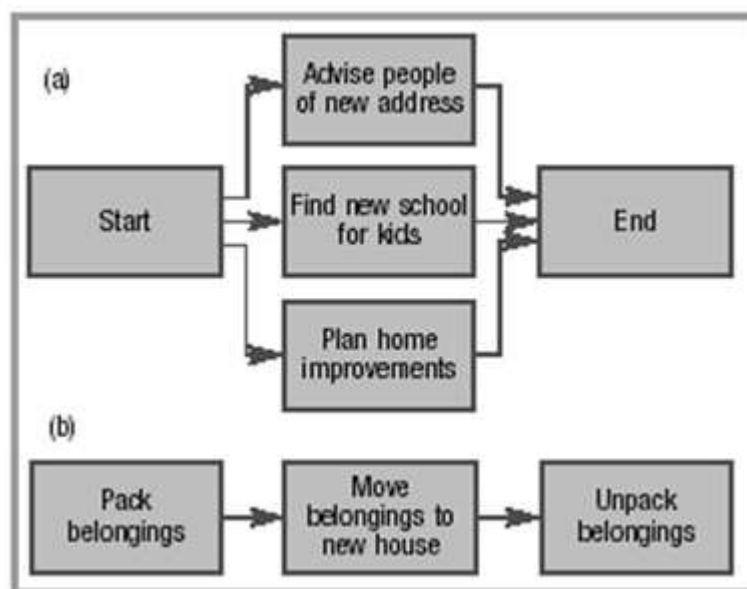 (a)
Advise people
of new address
Start
Find new school
for kids
End
Plan home
improvements
(b)
Pack
belongings
Move
belongings to
new house
Unpack
belongings